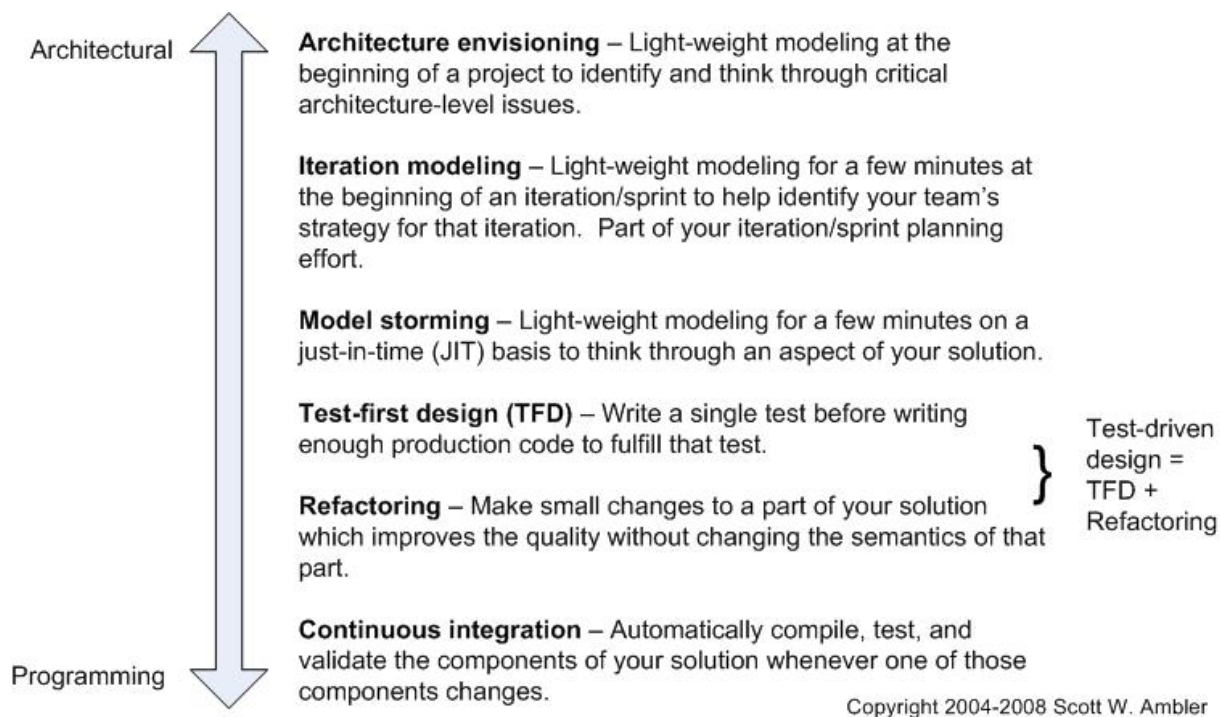 Architectural
Architecture envisioning – Light-weight modeling at the
beginning of a project to identify and think through critical
architecture-level issues.
Iteration modeling – Light-weight modeling for a few minutes at
the beginning of an iteration/sprint to help identify your team's
strategy for that iteration.  Part of your iteration/sprint planning
effort.
Model storming – Light-weight modeling for a few minutes on a
just-in-time (JIT) basis to think through an aspect of your solution.
Test-first design (TFD) – Write a single test before writing
enough production code to fulfill that test.
Refactoring – Make small changes to a part of your solution
which improves the quality without changing the semantics of that
part.
}
Test-driven
design =
TFD +
Refactoring
Continuous integration – Automatically compile, test, and
validate the components of your solution whenever one of those
components changes.
Programming
Copyright 2004-2008 Scott W. Ambler